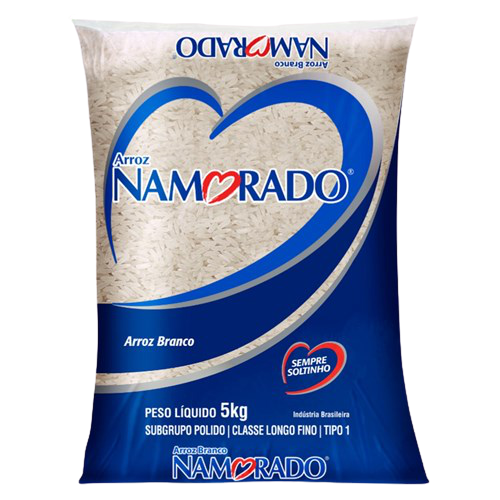 NAMORADO
Arroz Branco
Arroz
NAMORADO®
Arroz Branco
SEMPRE
SOLTINHO
PESO LÍQUIDO 5kg
Indústria Brasileira
SUBGRUPO POLIDO | CLASSE LONGO FINO | TIPO 1
Arroz Branco
NAMORADO